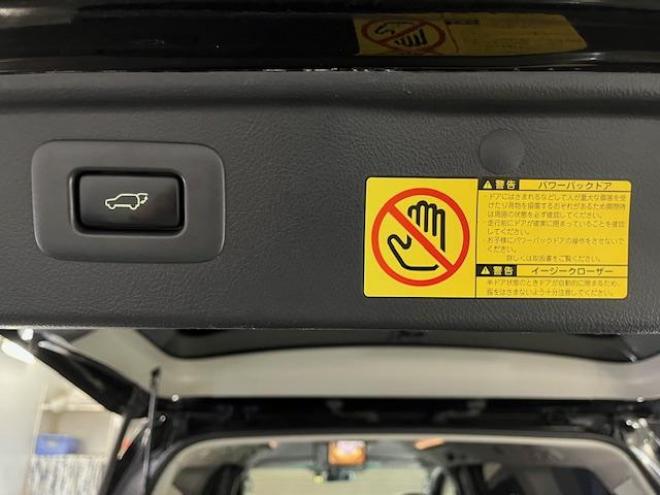 警告 パワーバックドア
・ドアにはさまれるなどして人が重大な傷害を受
けたり荷物を損傷するおそれがあるため開閉時
は周囲の状態を必ず確認してください。
・走行前にドアが確実に閉まっていることを確認
してください。
・お子様にパワーバックドアの操作をさせないで
ください。
詳しくは取扱書をご覧ください。
警告 イージークローザー
半ドア状態のときドアが自動的に閉まるため、
指をはさまないよう十分注意してください。